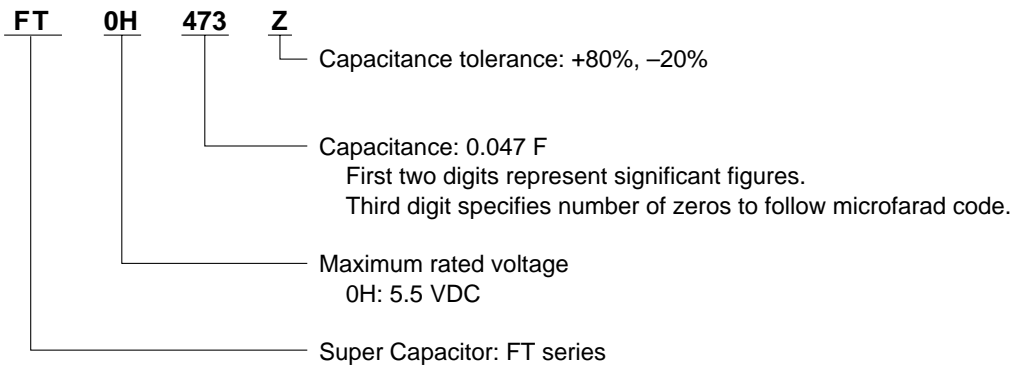 FT 0H 473 Z
Capacitance tolerance: +80%, –20%
Capacitance: 0.047 F
First two digits represent significant figures.
Third digit specifies number of zeros to follow microfarad code.
Maximum rated voltage
0H: 5.5 VDC
Super Capacitor: FT series